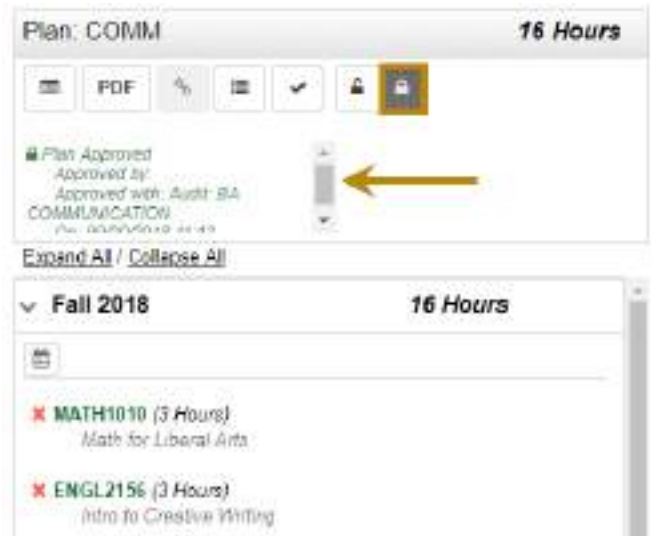 Plan: COMM 16 Hours
PDF
Plan Approved
Approved by:
Approved with: Audit: BA
COMMUNICATION
On:
Expand All / Collapse All
Fall 2018 16 Hours
MATH1010 (3 Hours)
Math for Liberal Arts
ENGL2156 (3 Hours)
Intro to Creative Writing